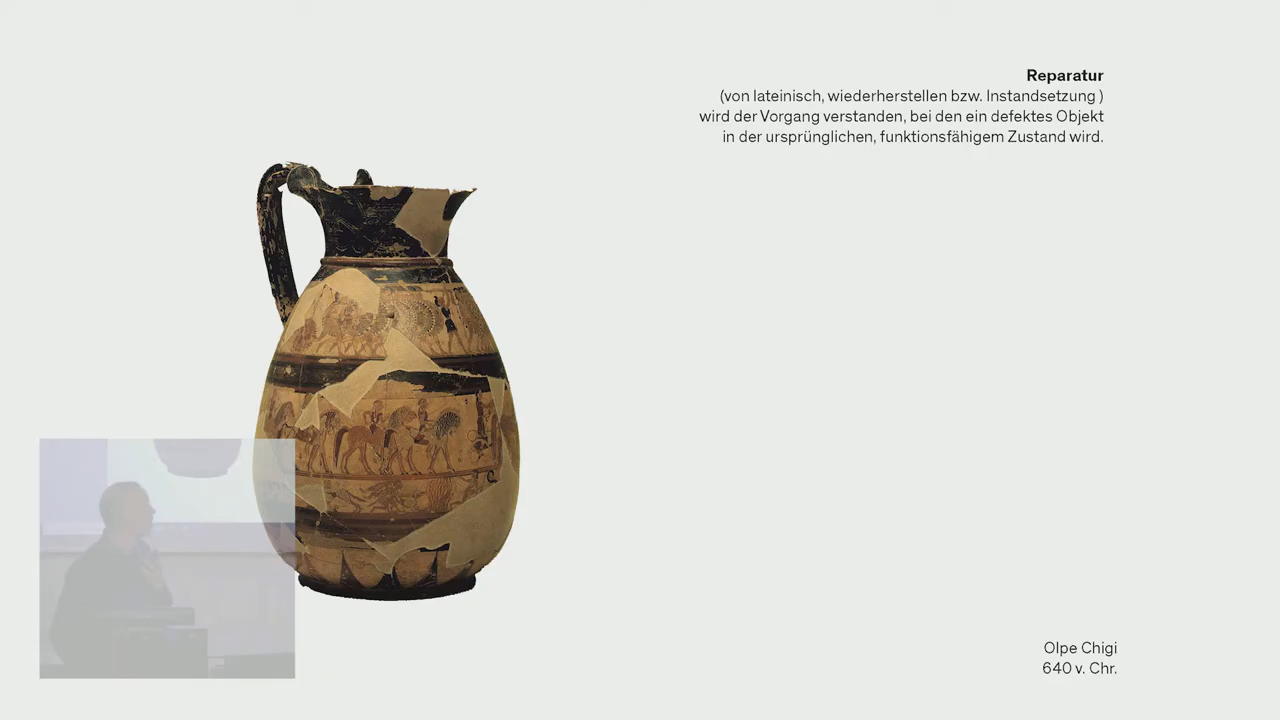 Reparatur
(von lateinisch, wiederherstellen bzw. Instandsetzung )
wird der Vorgang verstanden, bei den ein defektes Objekt
in der ursprünglichen, funktionsfähigem Zustand wird.
Olpe Chigi
640 v. Chr.